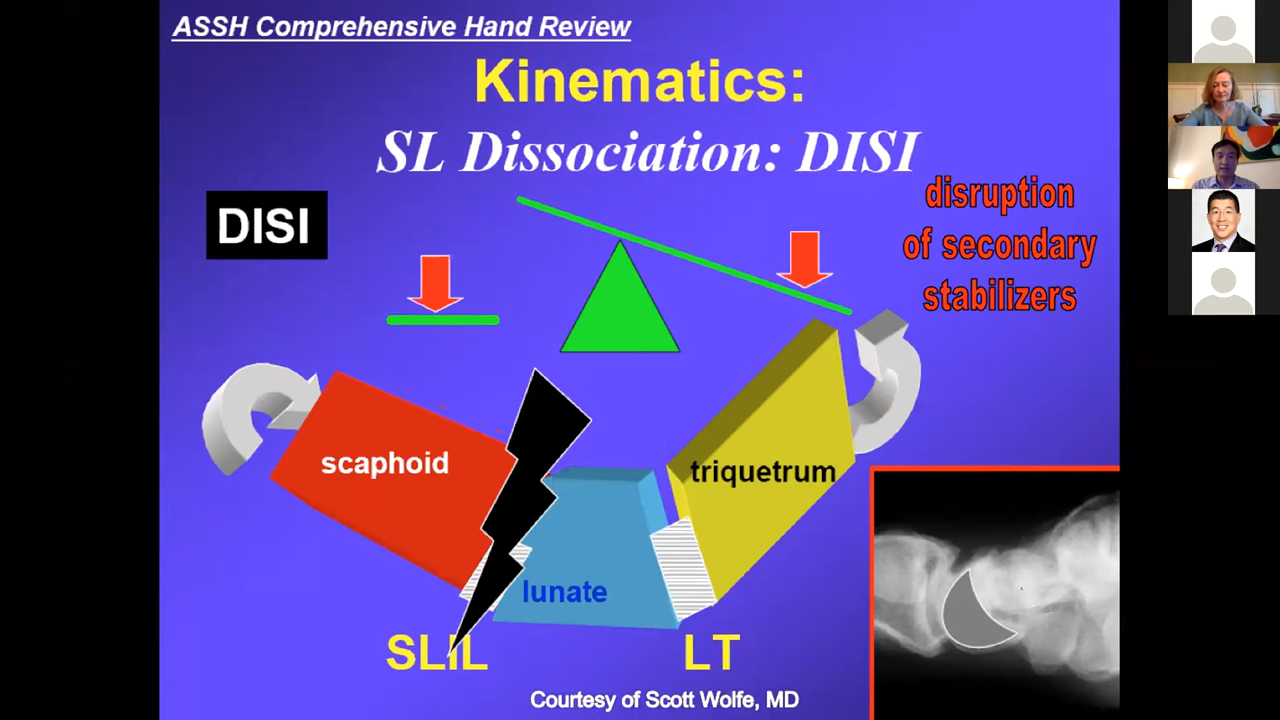 ASSH Comprehensive Hand Review
Kinematics:
SL Dissociation: DISI
DISI
disruption
of secondary
stabilizers
scaphoid
triquetrum
lunate
SLIL
LT
Courtesy of Scott Wolfe, MD